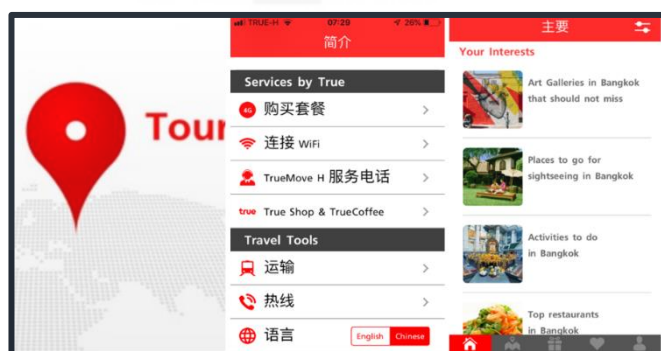 Tour
TRUE-H 07:29 26%
简介
Services by True
4G 购买套餐
连接 WiFi
TrueMove H 服务电话
true True Shop & TrueCoffee
Travel Tools
运输
热线
语言 English Chinese
主要
Your Interests
Art Galleries in Bangkok
that should not miss
Places to go for
sightseeing in Bangkok
Activities to do
in Bangkok
Top restaurants
in Bangkok